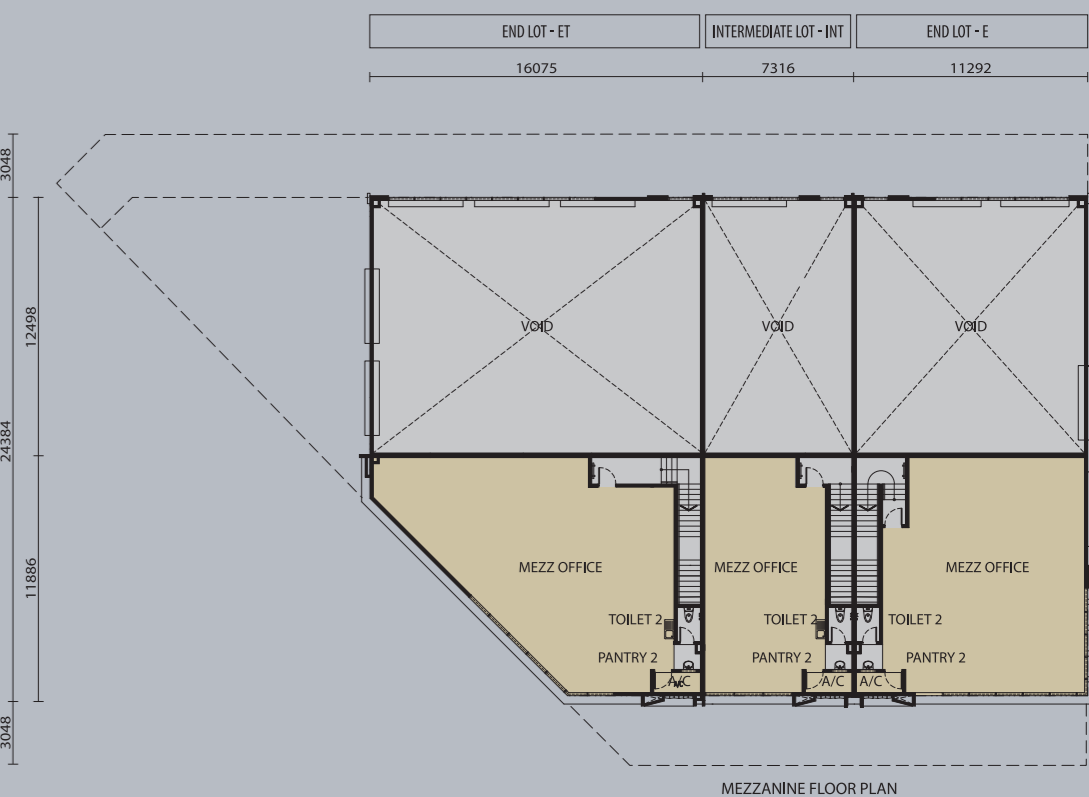 END LOT - ET
INTERMEDIATE LOT - INT
END LOT - E
16075
7316
11292
3048
12498
24384
11886
3048
VOID
VOID
VOID
MEZZ OFFICE
MEZZ OFFICE
MEZZ OFFICE
TOILET 2
TOILET 2
TOILET 2
PANTRY 2
PANTRY 2
PANTRY 2
A/C
A/C
A/C
MEZZANINE FLOOR PLAN